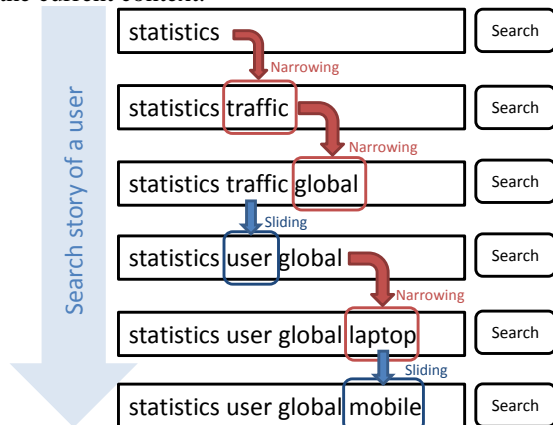 the current context.
statistics Search
Narrowing
statistics traffic Search
Narrowing
statistics traffic global Search
Sliding
statistics user global Search
Narrowing
statistics user global laptop Search
Sliding
statistics user global mobile Search
Search story of a user